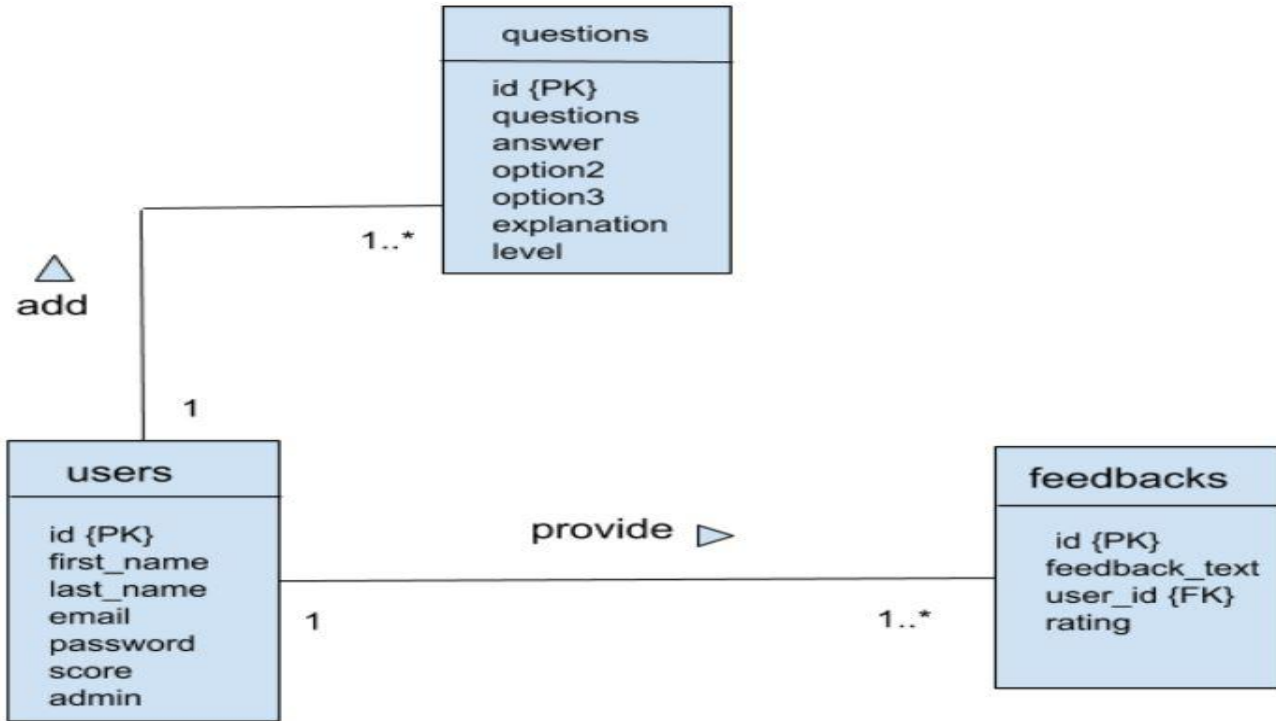 questions
id {PK}
questions
answer
option2
option3
explanation
level
1..*
add
1
users
id {PK}
first_name
last_name
email
password
score
admin
provide
1
1..*
feedbacks
id {PK}
feedback_text
user_id {FK}
rating